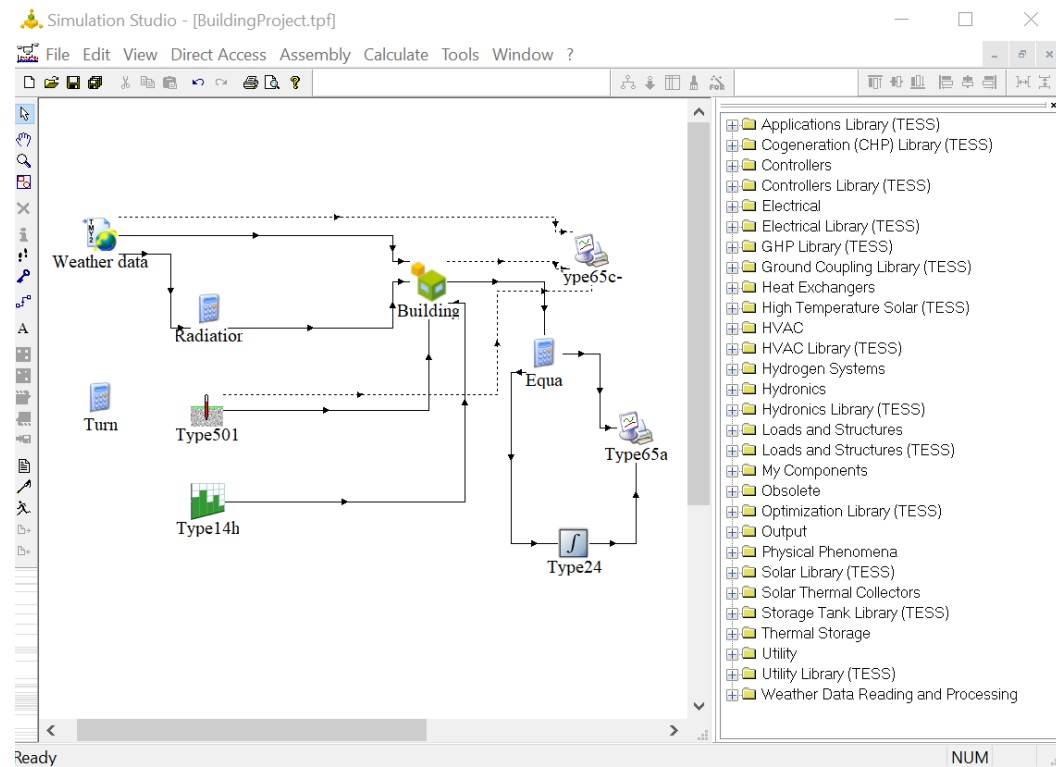 Simulation Studio - [BuildingProject.tpf]
File Edit View Direct Access Assembly Calculate Tools Window ?
Weather data
Radiation
Turn
Type501
Type14h
Building
ype65c-
Equa
Type65a
Type24
TMY2
A
Applications Library (TESS)
Cogeneration (CHP) Library (TESS)
Controllers
Controllers Library (TESS)
Electrical
Electrical Library (TESS)
GHP Library (TESS)
Ground Coupling Library (TESS)
Heat Exchangers
High Temperature Solar (TESS)
HVAC
HVAC Library (TESS)
Hydrogen Systems
Hydronics
Hydronics Library (TESS)
Loads and Structures
Loads and Structures (TESS)
My Components
Obsolete
Optimization Library (TESS)
Output
Physical Phenomena
Solar Library (TESS)
Solar Thermal Collectors
Storage Tank Library (TESS)
Thermal Storage
Utility
Utility Library (TESS)
Weather Data Reading and Processing
Ready
NUM